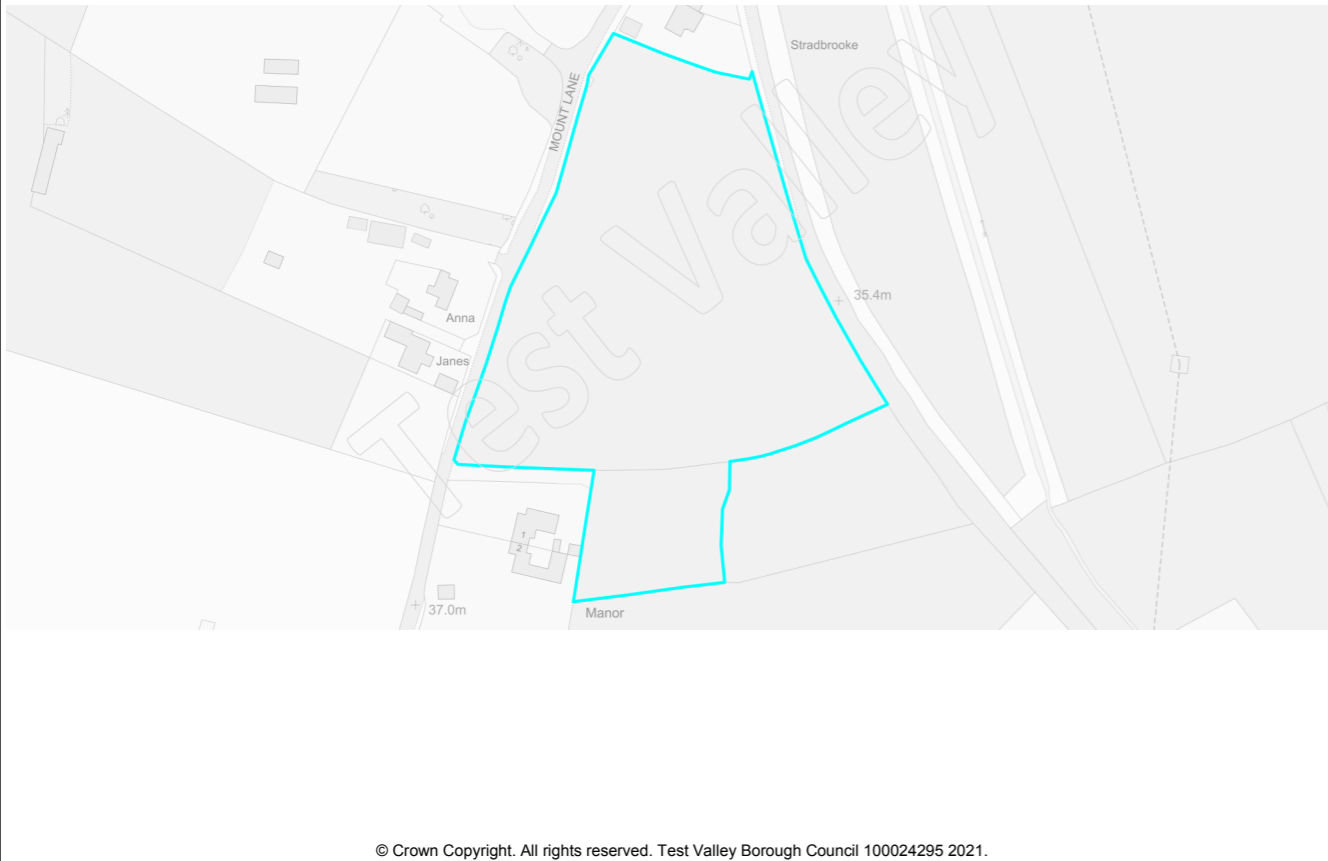 Stradbrooke
MOUNT LANE
Test Valley
35.4m
Anna
Janes
1
2
37.0m
Manor
© Crown Copyright. All rights reserved. Test Valley Borough Council 100024295 2021.